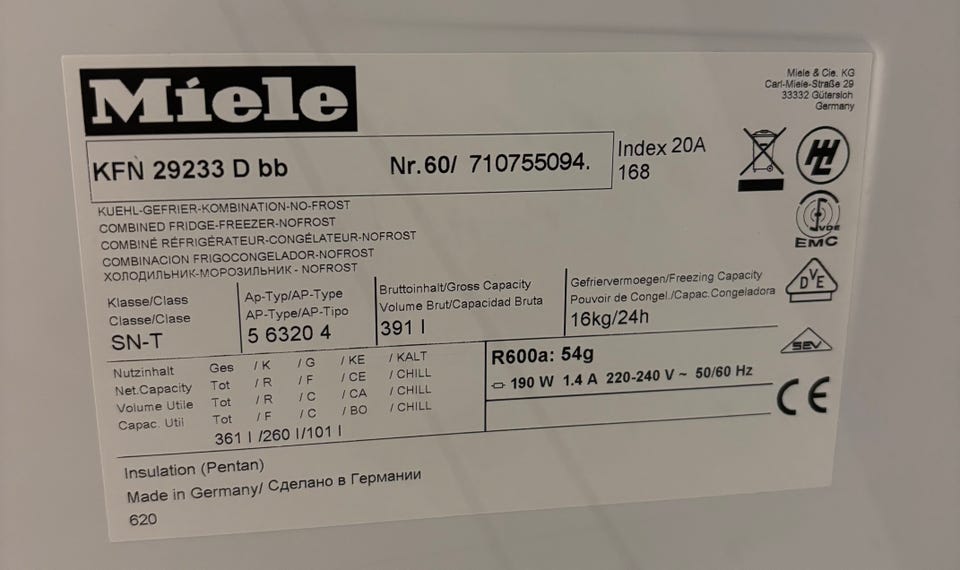 Miele
Miele & Cie. KG
Carl-Miele-Straße 29
33332 Gütersloh
Germany
KFN 29233 D bb Nr.60/ 710755094.
Index 20A
168
VDE
EMC
DVE
SEV
CE
KUEHL-GEFRIER-KOMBINATION-NO-FROST
COMBINED FRIDGE-FREEZER-NOFROST
COMBINÉ RÉFRIGÉRATEUR-CONGÉLATEUR-NOFROST
COMBINACION FRIGOCONGELADOR-NOFROST
ХОЛОДИЛЬНИК-МОРОЗИЛЬНИК - NOFROST
Klasse/Class
Classe/Clase
SN-T
Ap-Typ/AP-Type
AP-Type/AP-Tipo
5 6320 4
Bruttoinhalt/Gross Capacity
Volume Brut/Capacidad Bruta
391 l
Gefriervermoegen/Freezing Capacity
Pouvoir de Congel./Capac.Congeladora
16kg/24h
Nutzinhalt Ges / K / G / KE / KALT
Net.Capacity Tot / R / F / CE / CHILL
Volume Utile Tot / R / C / CA / CHILL
Capac. Util Tot / F / C / BO / CHILL
361 l /260 l/101 l
R600a: 54g
190 W 1.4 A 220-240 V ~ 50/60 Hz
Insulation (Pentan)
Made in Germany/ Сделано в Германии
620